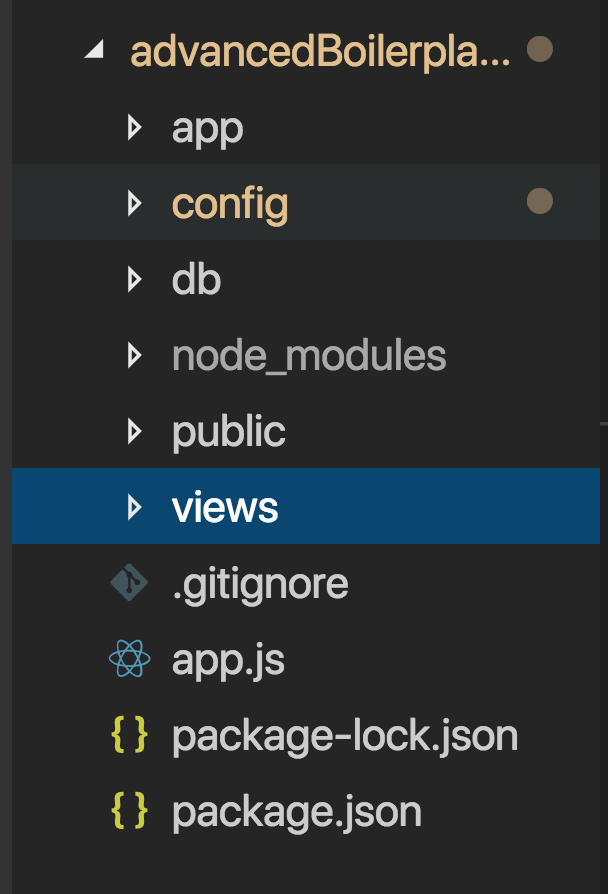 advancedBoilerpla...
app
config
db
node_modules
public
views
.gitignore
app.js
{ } package-lock.json
{ } package.json